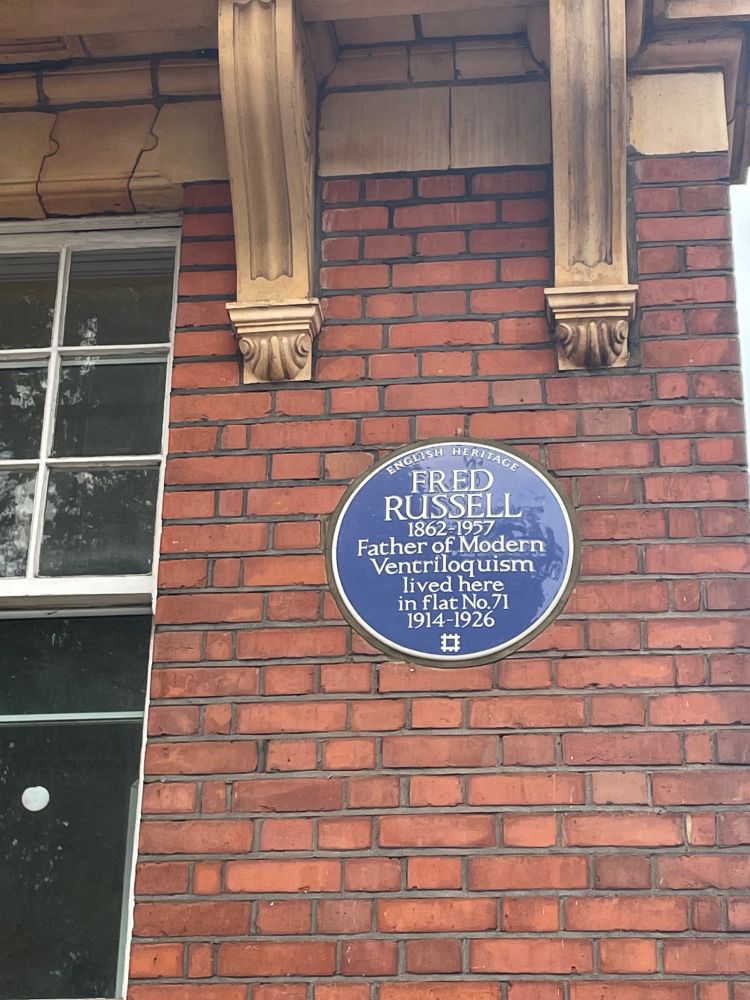 ENGLISH HERITAGE
FRED
RUSSELL
1862-1957
Father of Modern
Ventriloquism
lived here
in flat No.71
1914-1926